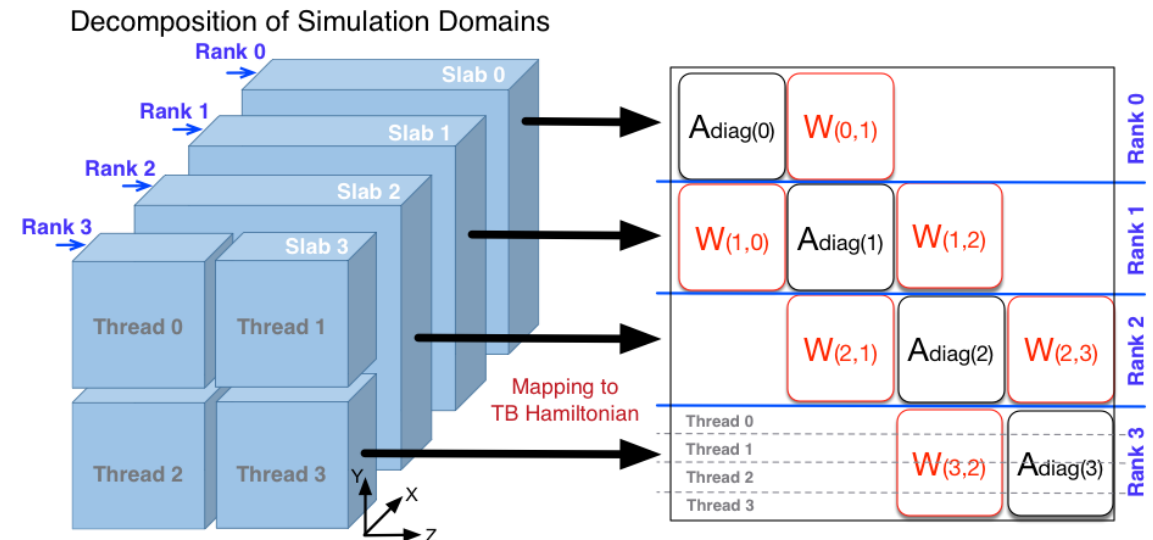 Decomposition of Simulation Domains
Rank 0
Slab 0
Rank 1
Slab 1
Rank 2
Slab 2
Rank 3
Slab 3
Thread 0
Thread 1
Thread 2
Thread 3
Y
X
Z
Mapping to
TB Hamiltonian
Adiag(0)
W(0,1)
Rank 0
W(1,0)
Adiag(1)
W(1,2)
Rank 1
W(2,1)
Adiag(2)
W(2,3)
Rank 2
Thread 0
Thread 1
Thread 2
Thread 3
W(3,2)
Adiag(3)
Rank 3